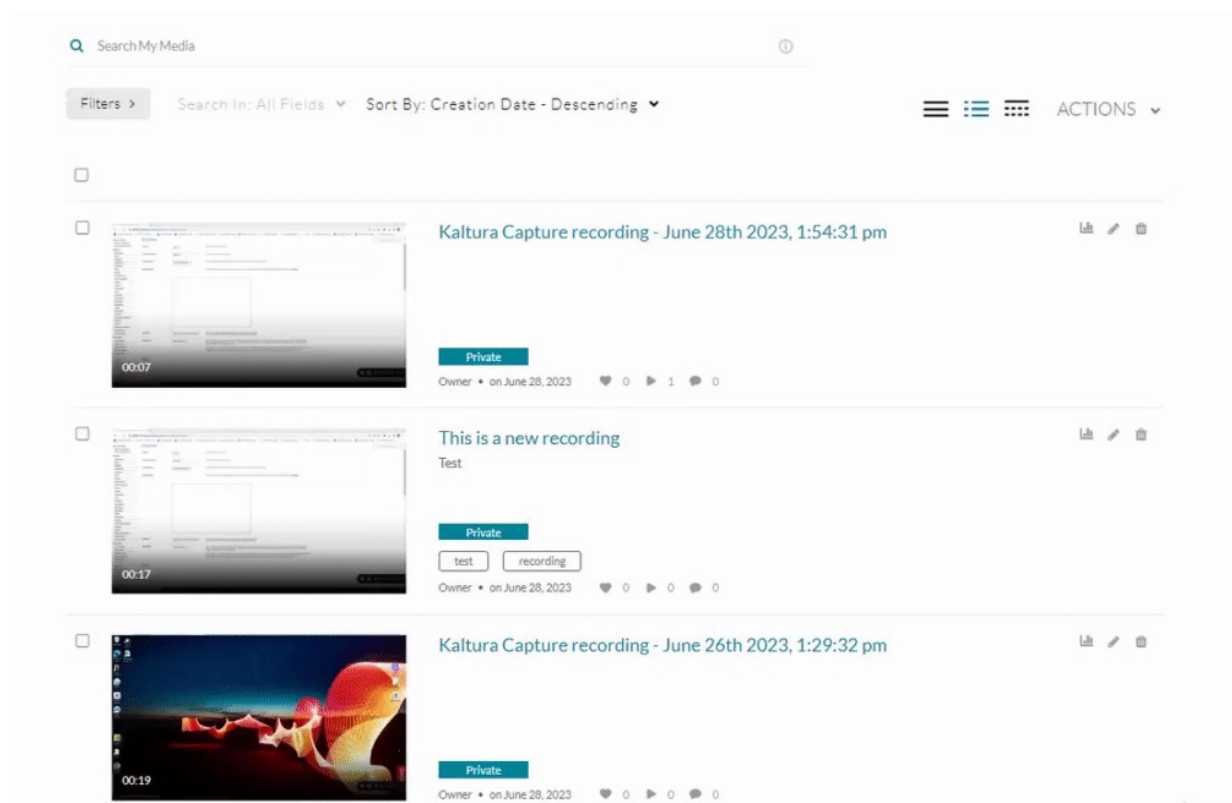 Search My Media
Filters >
Search In: All Fields
Sort By: Creation Date - Descending
ACTIONS
Kaltura Capture recording - June 28th 2023, 1:54:31 pm
00:07
Private
Owner • on June 28, 2023 0 1 0
This is a new recording
Test
Private
00:17
test recording
Owner • on June 28, 2023 0 0 0
Kaltura Capture recording - June 26th 2023, 1:29:32 pm
Private
00:19
Owner • on June 28, 2023 0 0 0